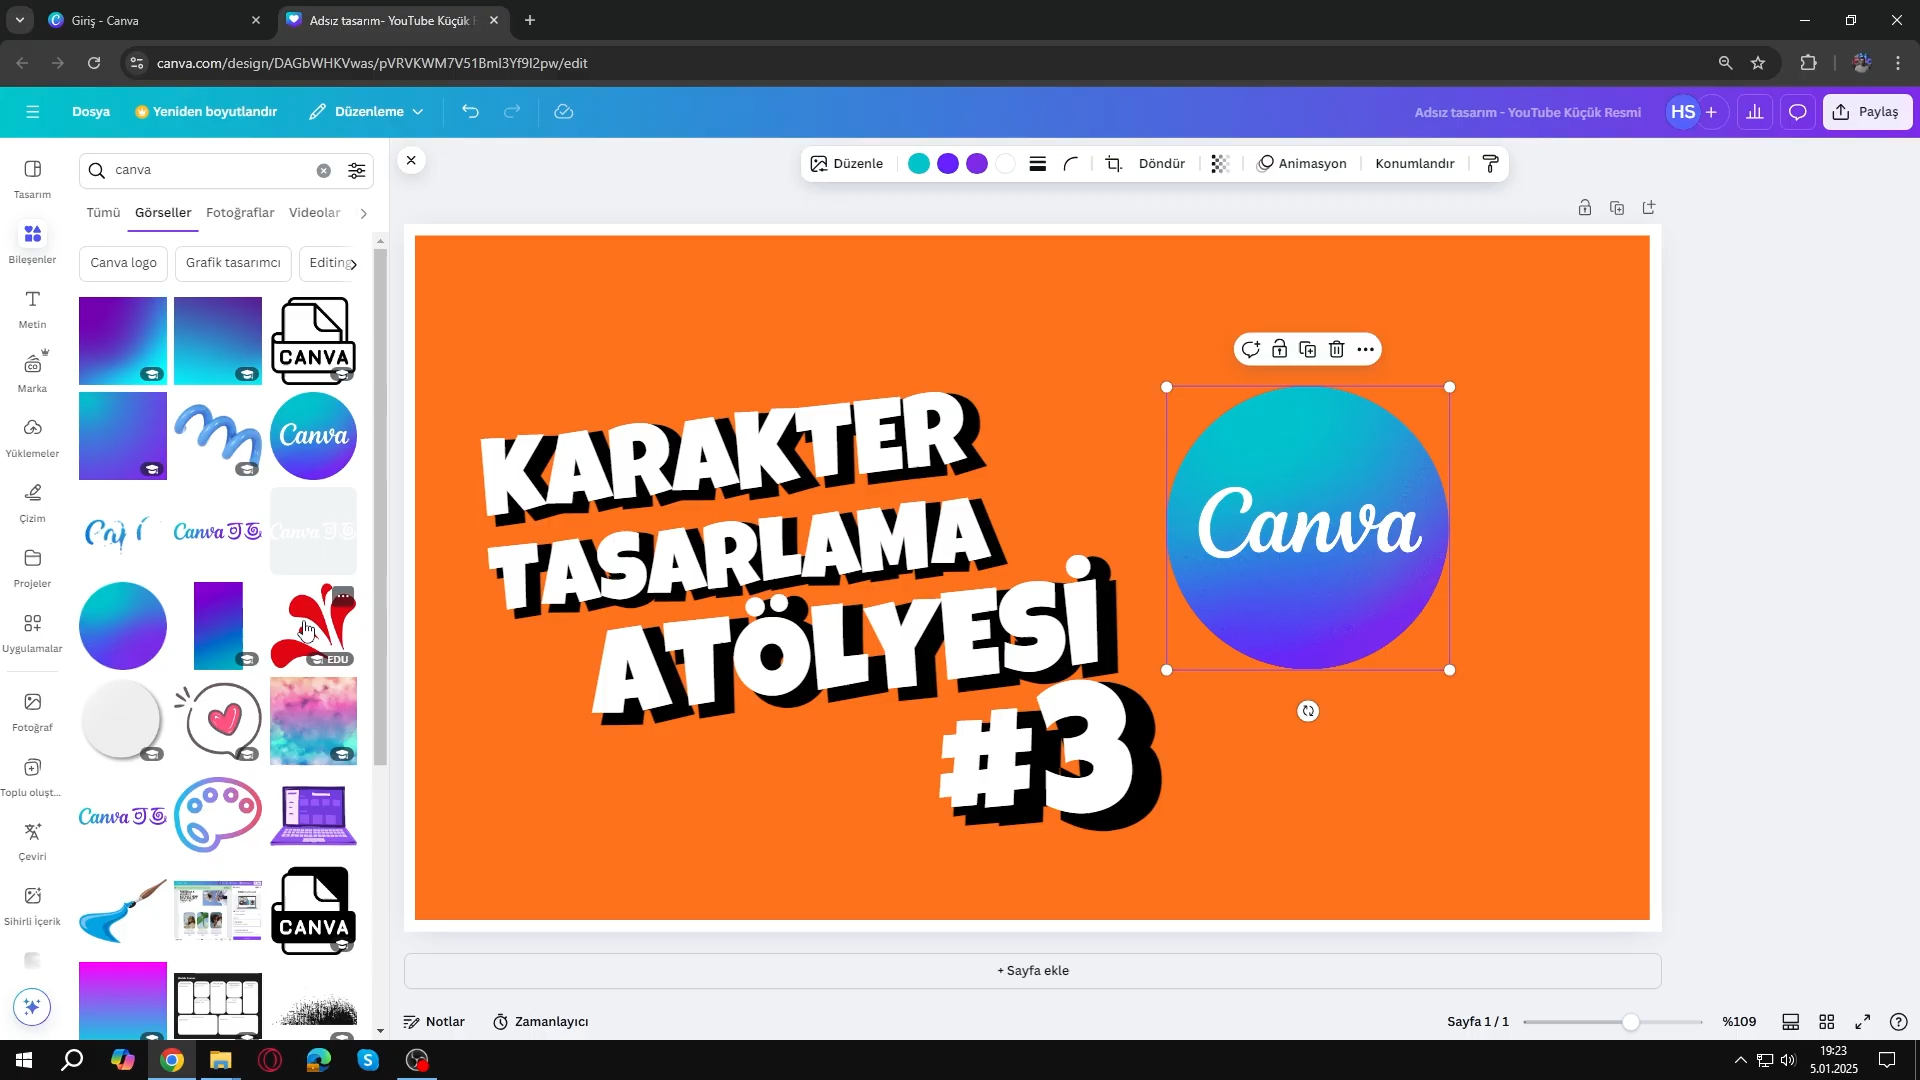 Giriş - Canva
Adsız tasarım- YouTube Küçük
canva.com/design/DAGbWHKVwas/pVRVKWM7V51BmI3Yf9l2pw/edit
Dosya
Yeniden boyutlandır
Düzenleme
Adsız tasarım - YouTube Küçük Resmi
HS
Paylaş
Tasarım
Bileşenler
Metin
Marka
Yüklemeler
Çizim
Projeler
Uygulamalar
Fotoğraf
Toplu oluşt...
Çeviri
Sihirli İçerik
canva
Tümü
Görseller
Fotoğraflar
Videolar
Canva logo
Grafik tasarımcı
Editing
CANVA
Canva
Canva
Canva
EDU
Canva
CANVA
Düzenle
Döndür
Animasyon
Konumlandır
KARAKTER
TASARLAMA
ATÖLYESİ
#3
Canva
+ Sayfa ekle
Notlar
Zamanlayıcı
Sayfa 1 / 1
%109
19:23
5.01.2025